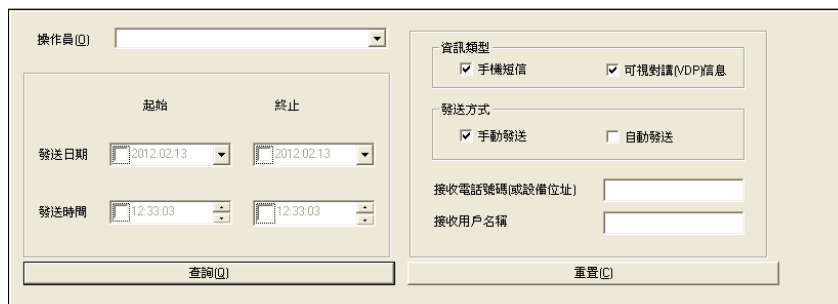 操作員(O)
起始 終止
發送日期 2012.02.13 2012.02.13
發送時間 12:33:03 12:33:03
查詢(Q)
資訊類型
手機短信 可視對講(VDP)信息
發送方式
手動發送 自動發送
接收電話號碼(或設備位址)
接收用戶名稱
重置(C)